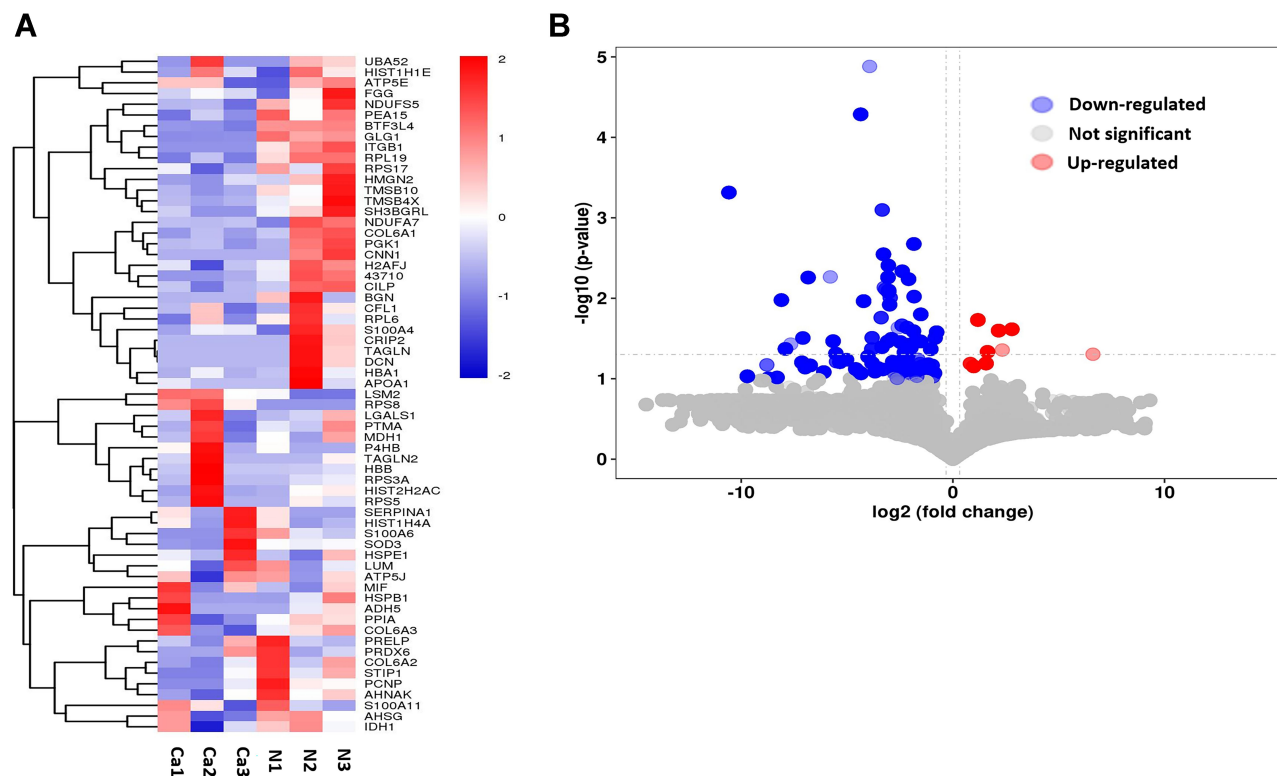 A
UBA52
HIST1H1E
ATP5E
FGG
NDUFS5
PEA15
BTF3L4
GLG1
ITGB1
RPL19
RPS17
HMGN2
TMSB10
TMSB4X
SH3BGRL
NDUFA7
COL6A1
PGK1
CNN1
H2AFJ
43710
CILP
BGN
CFL1
RPL6
S100A4
CRIP2
TAGLN
DCN
HBA1
APOA1
LSM2
RPS8
LGALS1
PTMA
MDH1
P4HB
TAGLN2
HBB
RPS3A
HIST2H2AC
RPS5
SERPINA1
HIST1H4A
S100A6
SOD3
HSPE1
LUM
ATP5J
MIF
HSPB1
ADH5
PPIA
COL6A3
PRELP
PRDX6
COL6A2
STIP1
PCNP
AHNAK
S100A11
AHSG
IDH1
Ca1 Ca2 Ca3 N1 N2 N3
2
1
0
-1
-2
B
5
4
3
2
1
0
-log10 (p-value)
Down-regulated
Not significant
Up-regulated
-10 0 10
log2 (fold change)